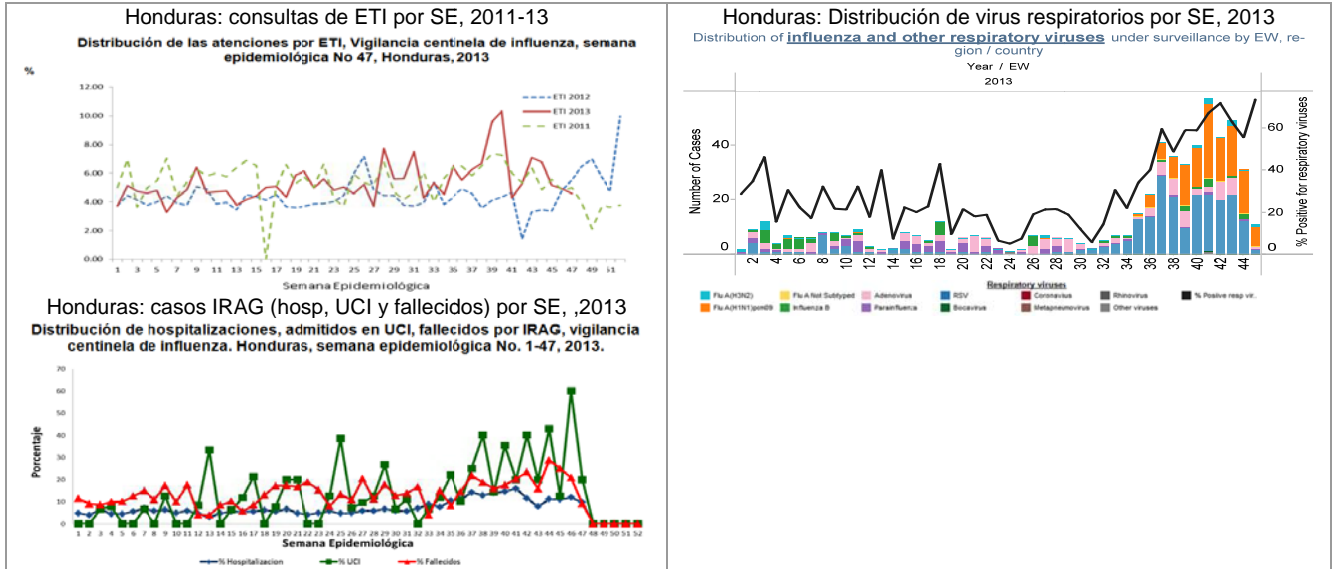 Honduras: consultas de ETI por SE, 2011-13
Distribución de las atenciones por ETI, Vigilancia centinela de influenza, semana
epidemiológica No 47, Honduras, 2013
%
12.00
10.00
8.00
6.00
4.00
2.00
0.00
ETI 2012
ETI 2013
ETI 2011
1 3 5 7 9 11 13 15 17 19 21 23 25 27 29 31 33 35 37 39 41 43 45 47 49 51
Semana Epidemiológica
Honduras: casos IRAG (hosp, UCI y fallecidos) por SE, ,2013
Distribución de hospitalizaciones, admitidos en UCI, fallecidos por IRAG, vigilancia
centinela de influenza. Honduras, semana epidemiológica No. 1-47, 2013.
Porcentaje
70
60
50
40
30
20
10
0
1 2 3 4 5 6 7 8 9 10 11 12 13 14 15 16 17 18 19 20 21 22 23 24 25 26 27 28 29 30 31 32 33 34 35 36 37 38 39 40 41 42 43 44 45 46 47 48 49 50 51 52
Semana Epidemiológica
% Hospitalizacion
% UCI
% Fallecidos
Honduras: Distribución de virus respiratorios por SE, 2013
Distribution of influenza and other respiratory viruses under surveillance by EW, re-
gion / country
Year / EW
2013
Number of Cases
40
20
0
% Positive for respiratory viruses
60
40
20
0
2 4 6 8 10 12 14 16 18 20 22 24 26 28 30 32 34 36 38 40 42 44
Respiratory viruses
Flu A(H3N2)
Flu A Not Subtyped
Adenovirus
RSV
Coronavirus
Rhinovirus
% Posive resp vir..
Flu A(H1N1)pdm09
Influenza B
Parainfluenza
Bocavirus
Metapneumovirus
Other viruses